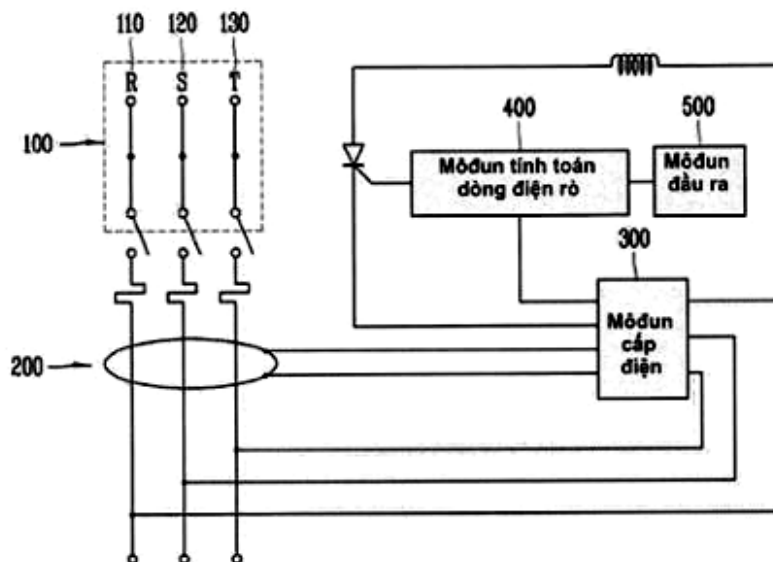 110 120 130
R S T
100
200
400
Môđun tính toán
dòng điện rò
500
Môđun
đầu ra
300
Môđun
cấp
điện